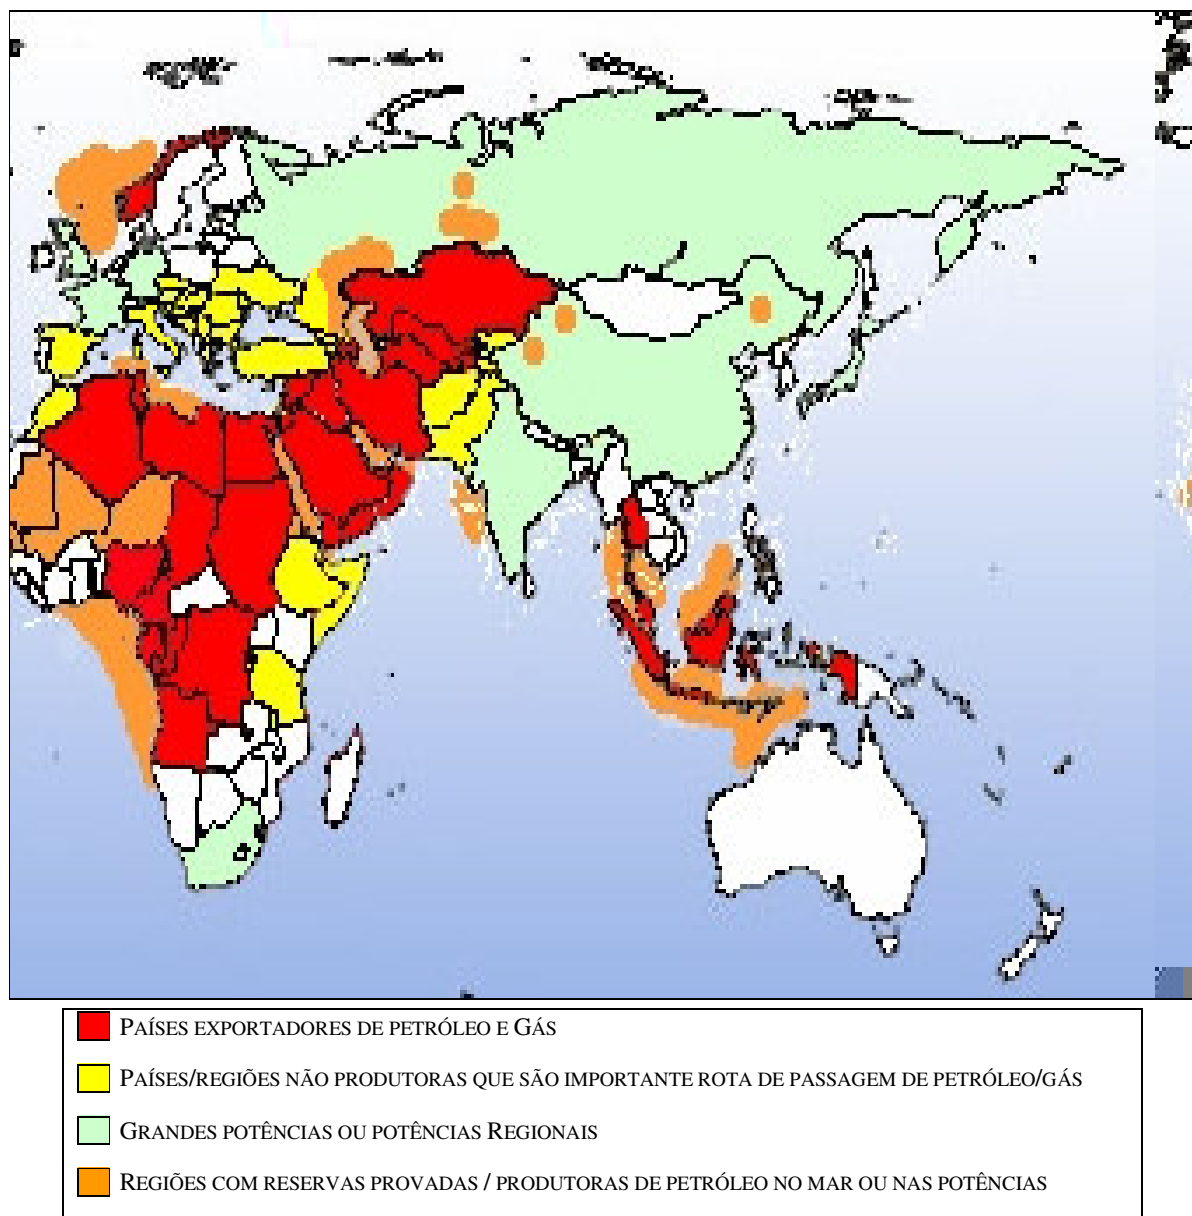 PAÍSES EXPORTADORES DE PETRÓLEO E GÁS
PAÍSES/REGIÕES NÃO PRODUTORAS QUE SÃO IMPORTANTE ROTA DE PASSAGEM DE PETRÓLEO/GÁS
GRANDES POTÊNCIAS OU POTÊNCIAS REGIONAIS
REGIÕES COM RESERVAS PROVADAS / PRODUTORAS DE PETRÓLEO NO MAR OU NAS POTÊNCIAS